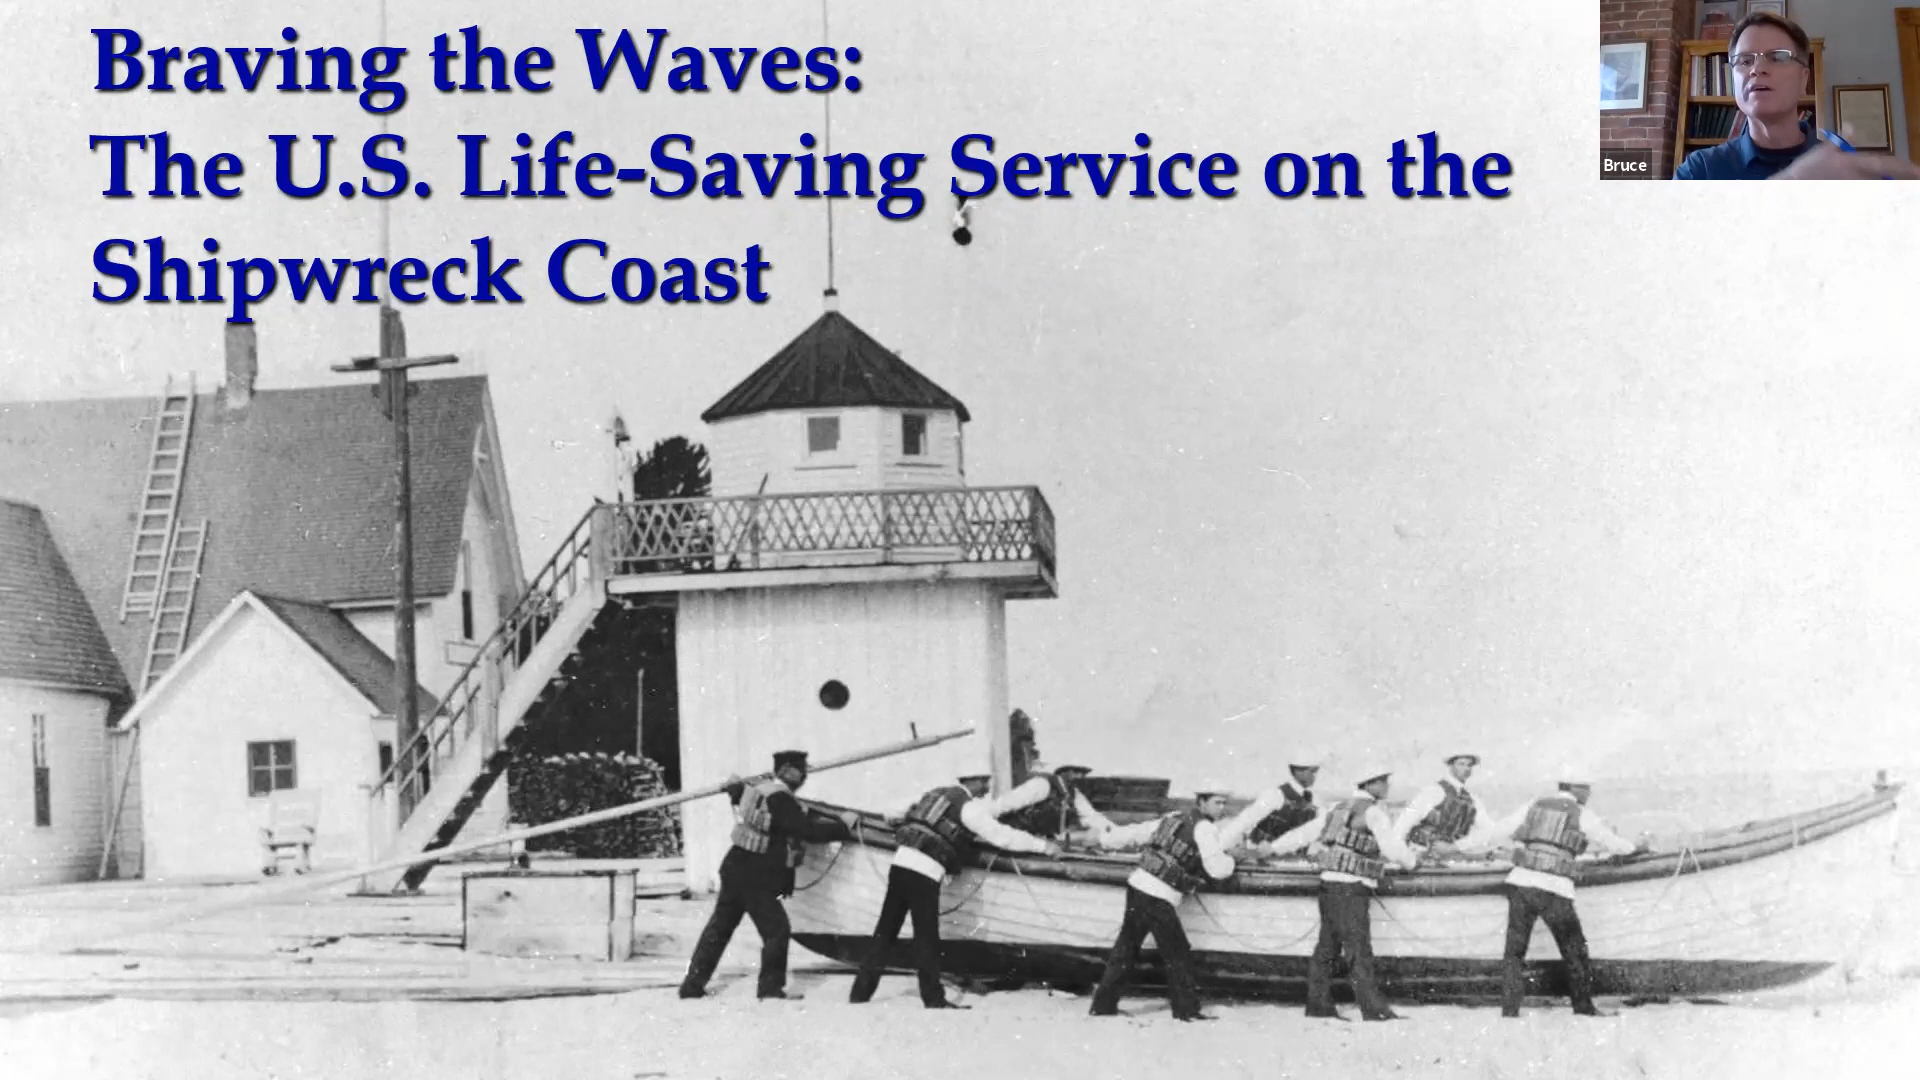 Braving the Waves:
The U.S. Life-Saving Service on the
Shipwreck Coast
Bruce